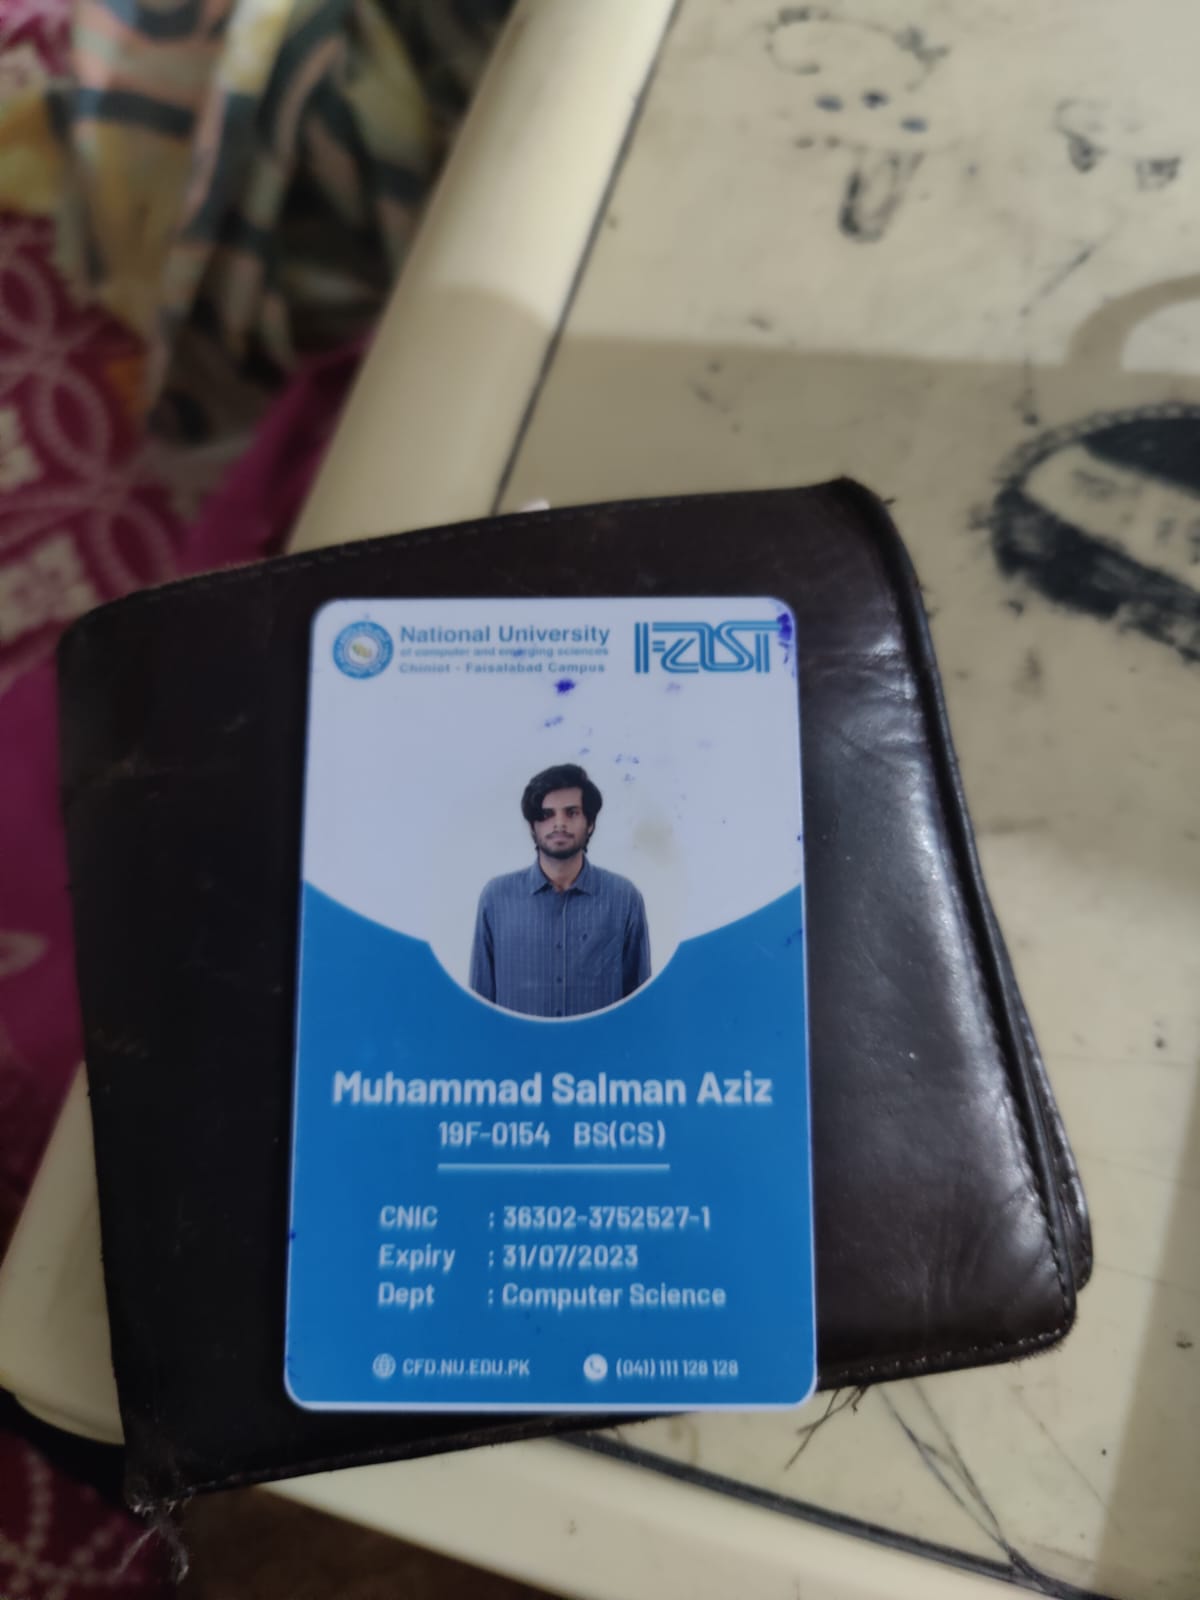 National University
of computer and emerging sciences
Chiniot - Faisalabad Campus
FAST
Muhammad Salman Aziz
19F-0154 BS(CS)
CNIC : 36302-3752527-1
Expiry : 31/07/2023
Dept : Computer Science
CFD.NU.EDU.PK (041) 111 128 128